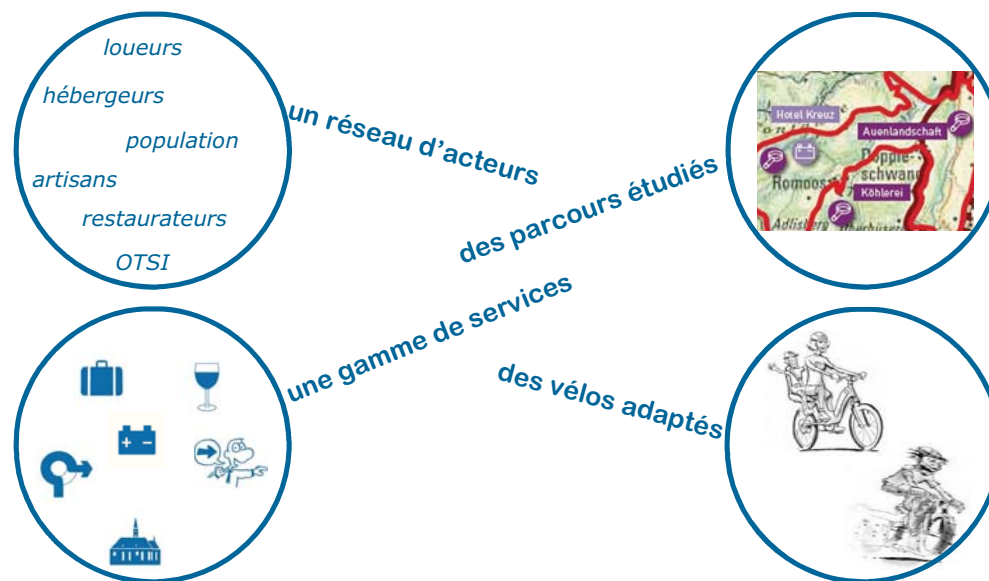 loueurs
hébergeurs
population
artisans
restaurateurs
OTSI
un réseau d'acteurs
des parcours étudiés
Hotel Kreuz
Auenlandschaft
Romoos
schwand
Köhlerei
une gamme de services
des vélos adaptés